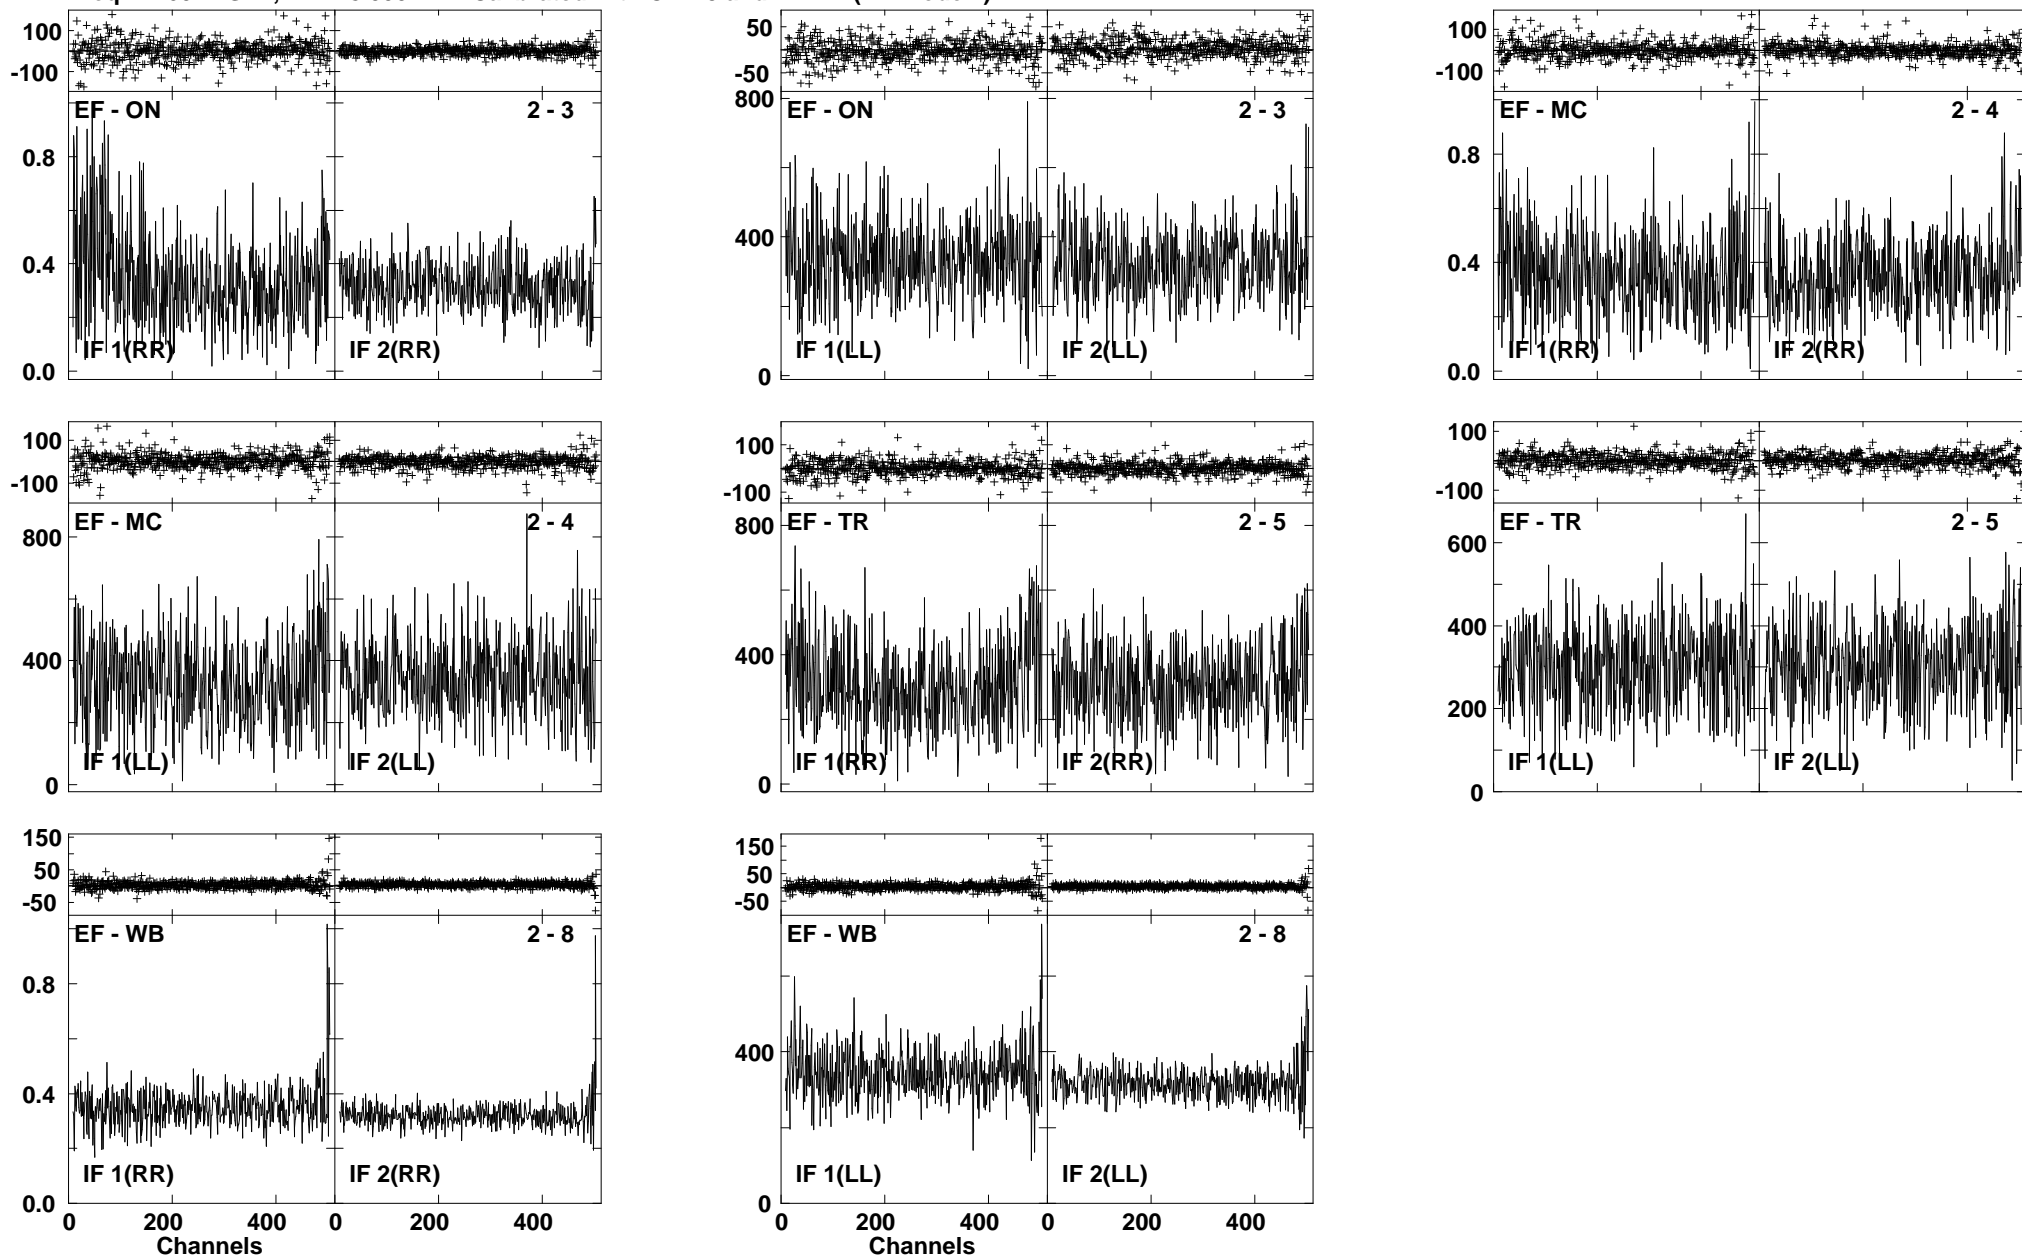 100
-100
EF - ON
2 - 3
0.8
0.4
0.0
IF 1(RR)
IF 2(RR)
50
-50
800
EF - ON
2 - 3
400
0
IF 1(LL)
IF 2(LL)
100
-100
EF - MC
2 - 4
0.8
0.4
0.0
IF 1(RR)
IF 2(RR)
100
-100
EF - MC
2 - 4
800
400
0
IF 1(LL)
IF 2(LL)
100
-100
EF - TR
2 - 5
800
400
0
IF 1(RR)
IF 2(RR)
100
-100
EF - TR
2 - 5
600
400
200
0
IF 1(LL)
IF 2(LL)
150
50
-50
EF - WB
2 - 8
0.8
0.4
0.0
IF 1(RR)
IF 2(RR)
0 200 400 0 200 400
Channels
150
50
-50
EF - WB
2 - 8
400
0
IF 1(LL)
IF 2(LL)
0 200 400 0 200 400
Channels